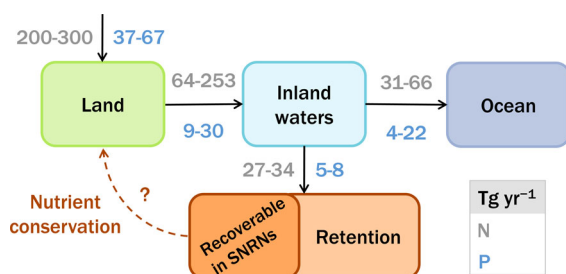 200-300 37-67
Land
64-253
9-30
Inland
waters
31-66
4-22
Ocean
27-34 5-8
Nutrient
conservation
?
Recoverable
in SNRNs
Retention
Tg yr⁻¹
N
P